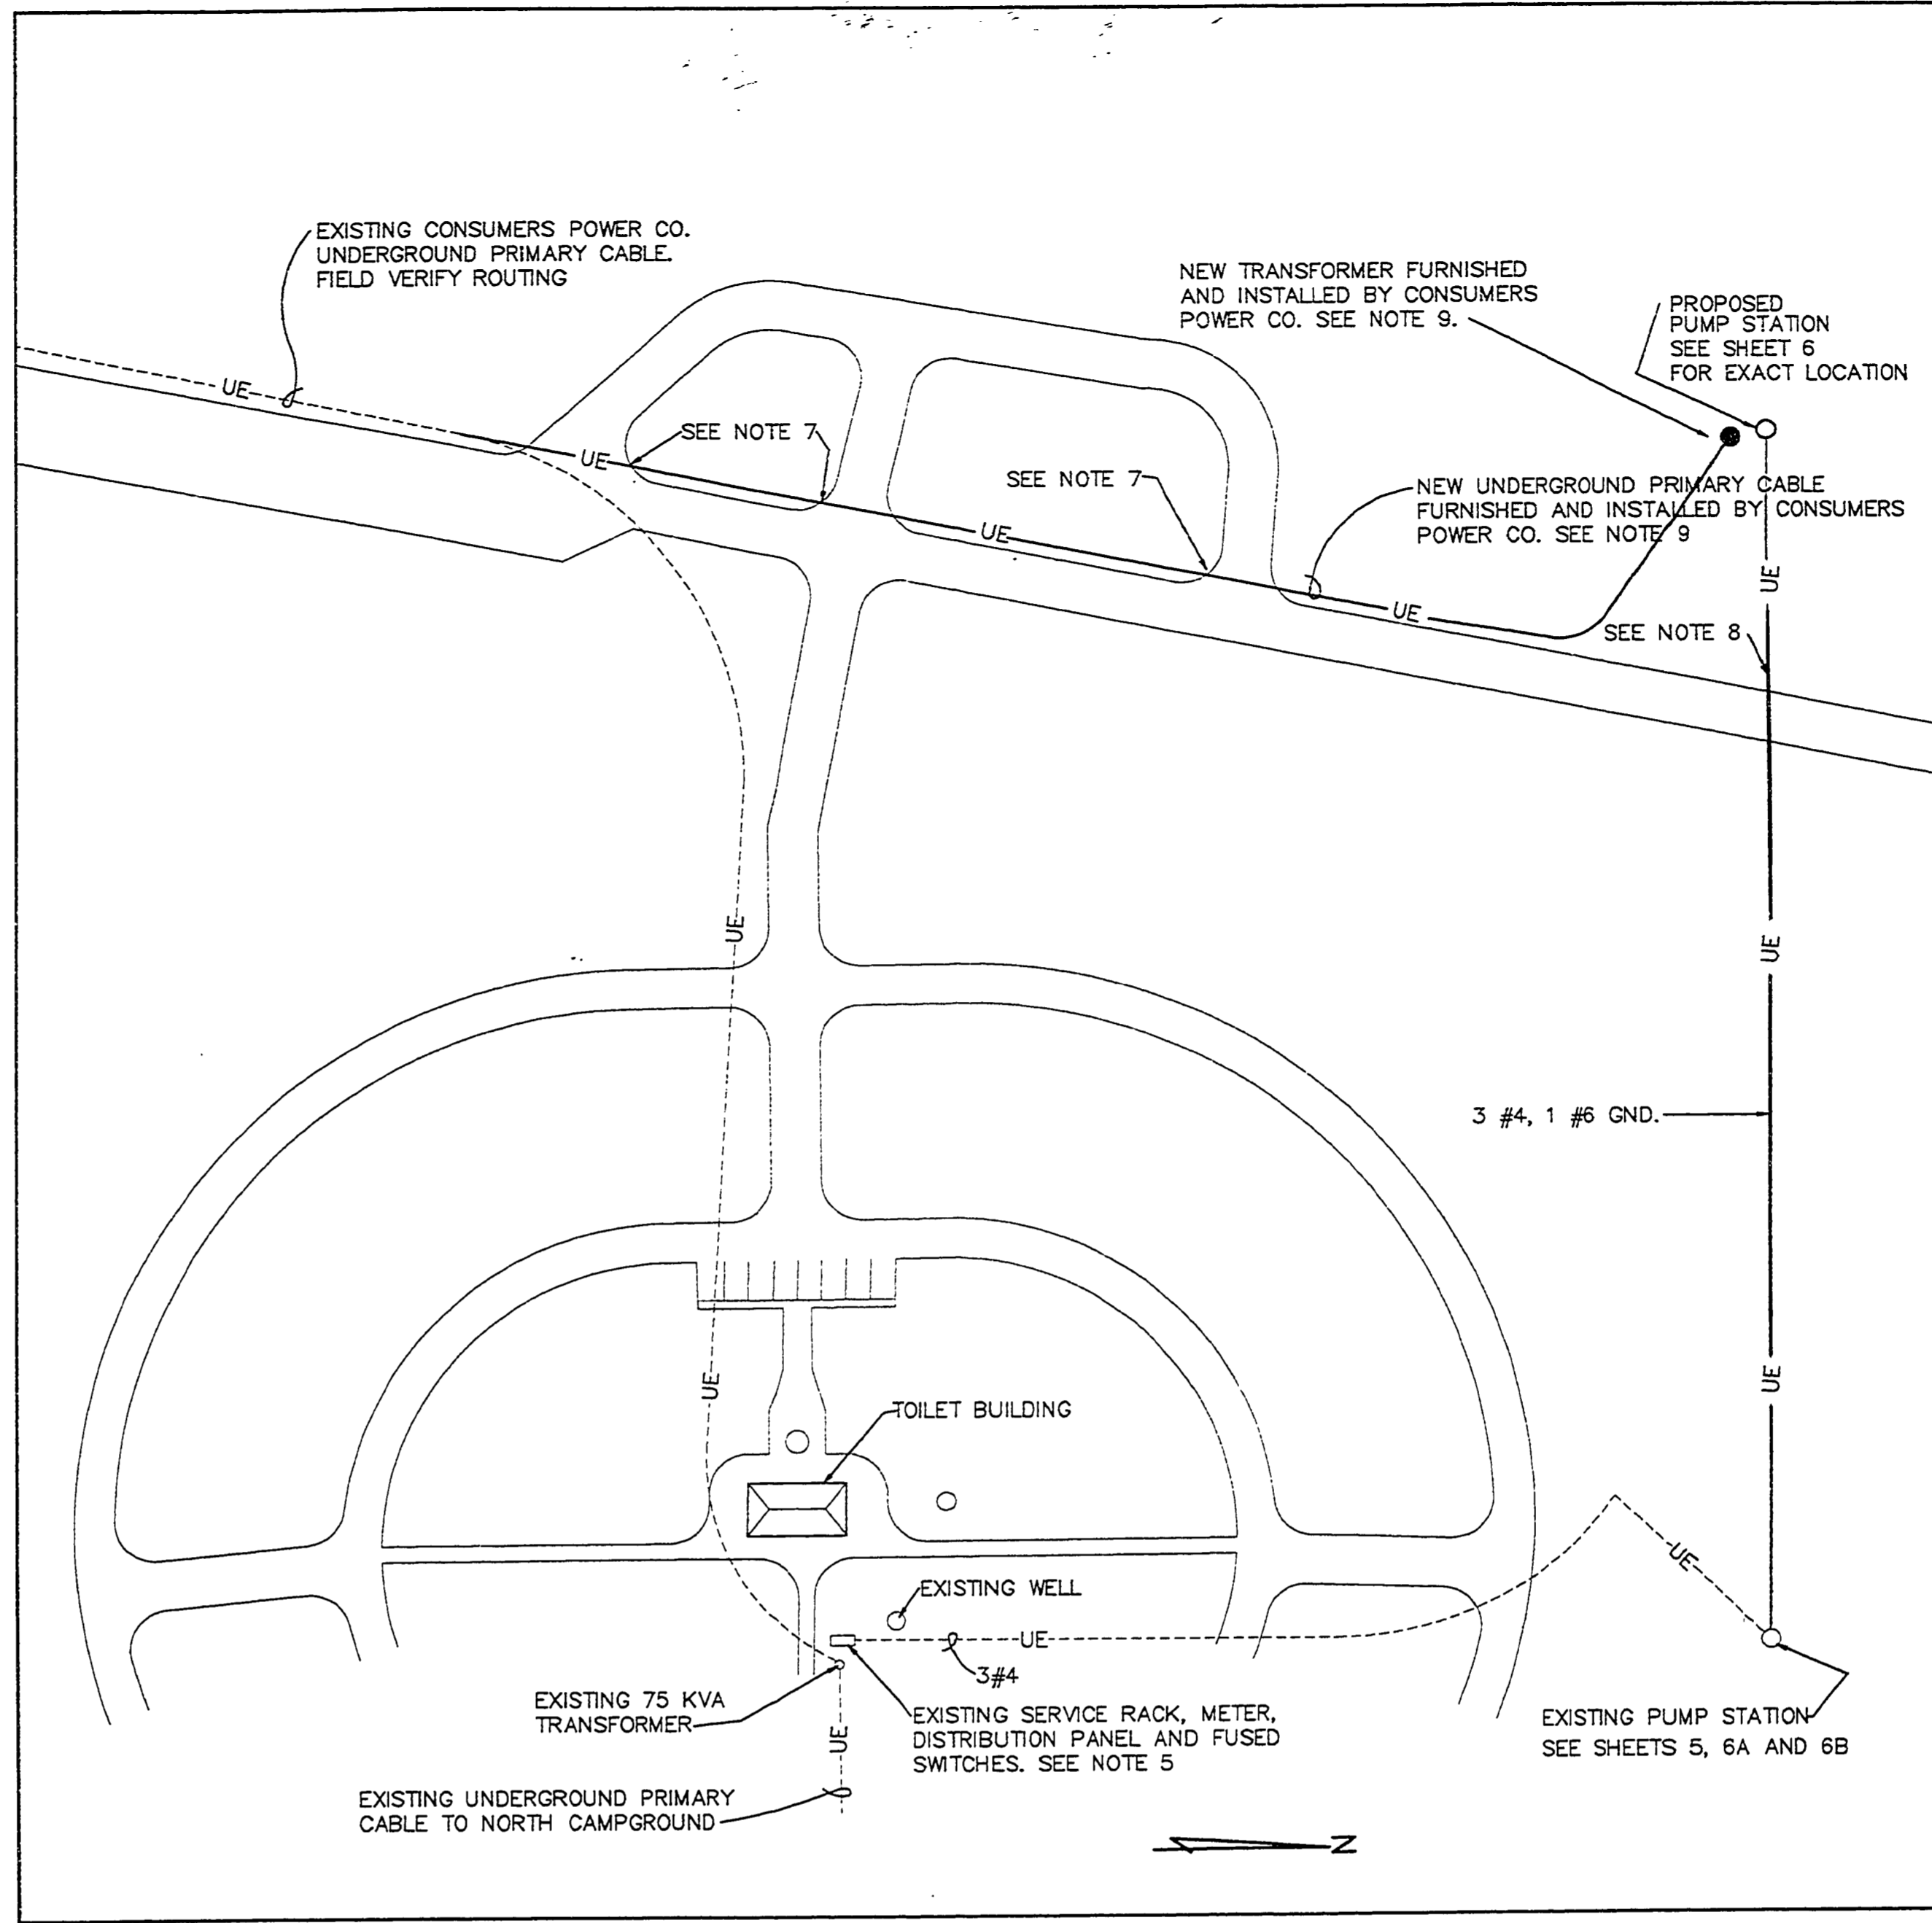 EXISTING CONSUMERS POWER CO.
UNDERGROUND PRIMARY CABLE.
FIELD VERIFY ROUTING
NEW TRANSFORMER FURNISHED
AND INSTALLED BY CONSUMERS
POWER CO. SEE NOTE 9.
PROPOSED
PUMP STATION
SEE SHEET 6
FOR EXACT LOCATION
UE
SEE NOTE 7
UE
SEE NOTE 7
NEW UNDERGROUND PRIMARY CABLE
FURNISHED AND INSTALLED BY CONSUMERS
POWER CO. SEE NOTE 9
UE
UE
UE
SEE NOTE 8
UE
UE
3 #4, 1 #6 GND.
UE
UE
TOILET BUILDING
UE
EXISTING WELL
UE
3#4
EXISTING 75 KVA
TRANSFORMER
EXISTING SERVICE RACK, METER,
DISTRIBUTION PANEL AND FUSED
SWITCHES. SEE NOTE 5
EXISTING PUMP STATION
SEE SHEETS 5, 6A AND 6B
UE
EXISTING UNDERGROUND PRIMARY
CABLE TO NORTH CAMPGROUND
N